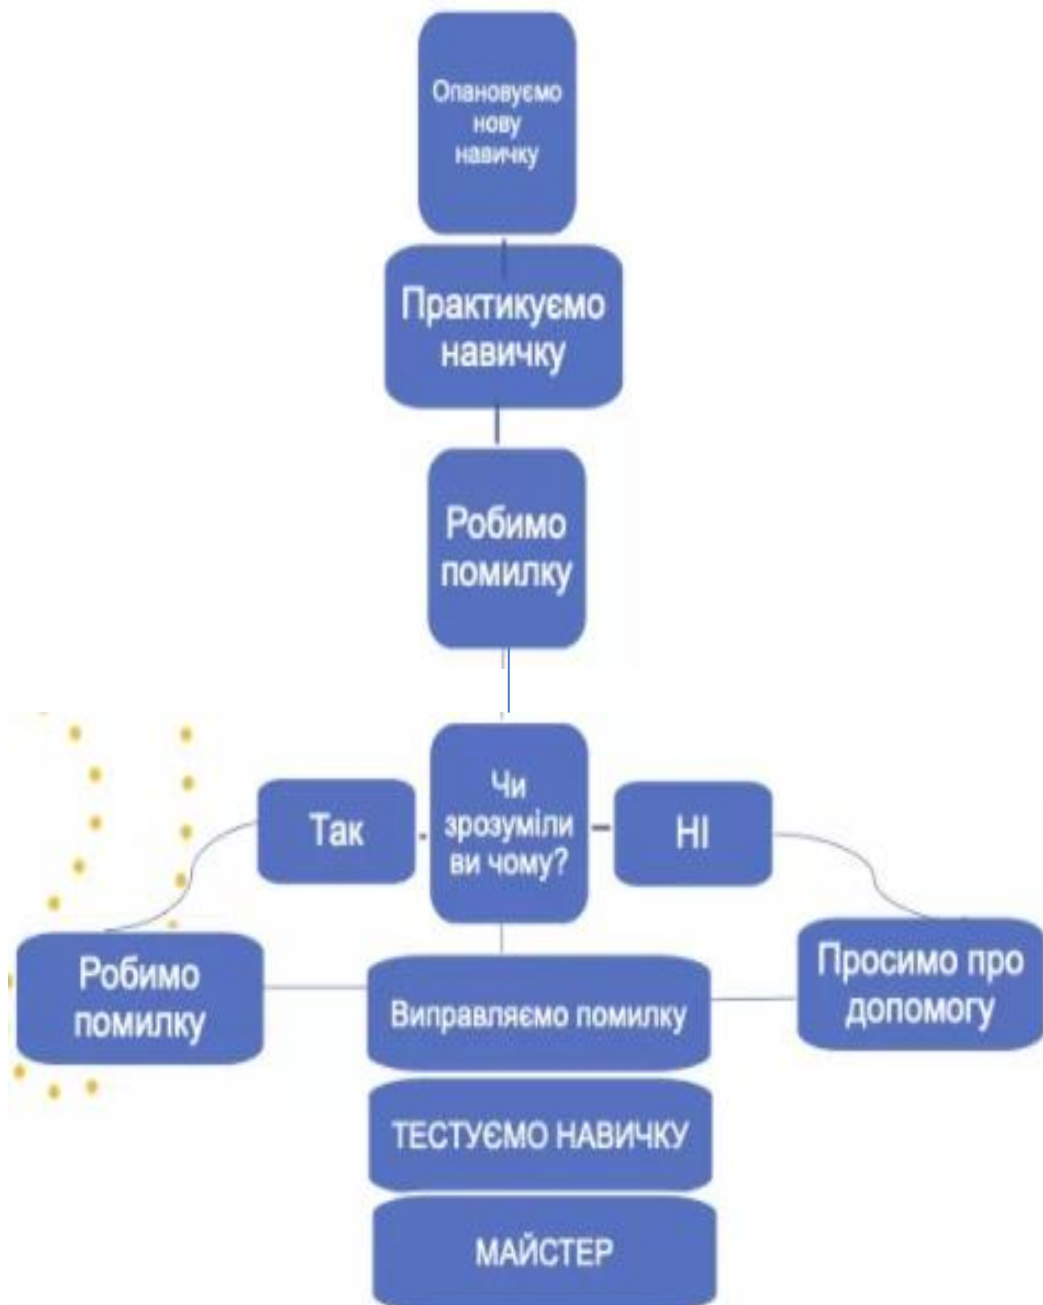 Опановуємо
нову
навичку
Практикуємо
навичку
Робимо
помилку
Чи
зрозуміли
ви чому?
Так
НІ
Робимо
помилку
Виправляємо помилку
Просимо про
допомогу
ТЕСТУЄМО НАВИЧКУ
МАЙСТЕР